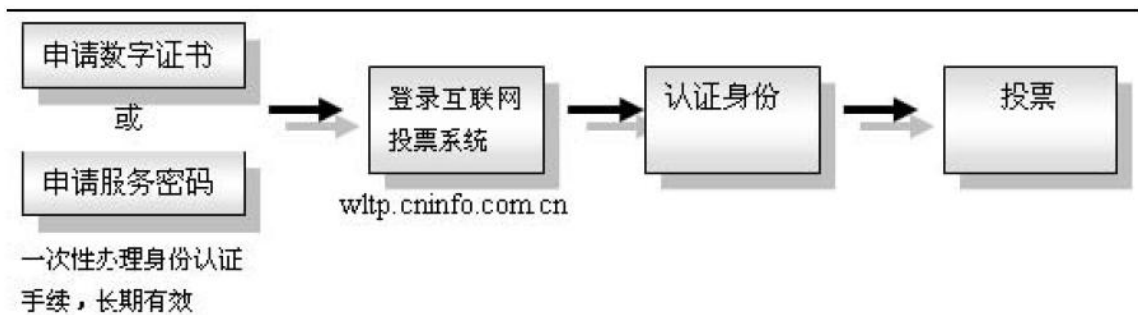 申请数字证书
或
申请服务密码
一次性办理身份认证
手续，长期有效
登录互联网
投票系统
wltp.cninfo.com.cn
认证身份
投票